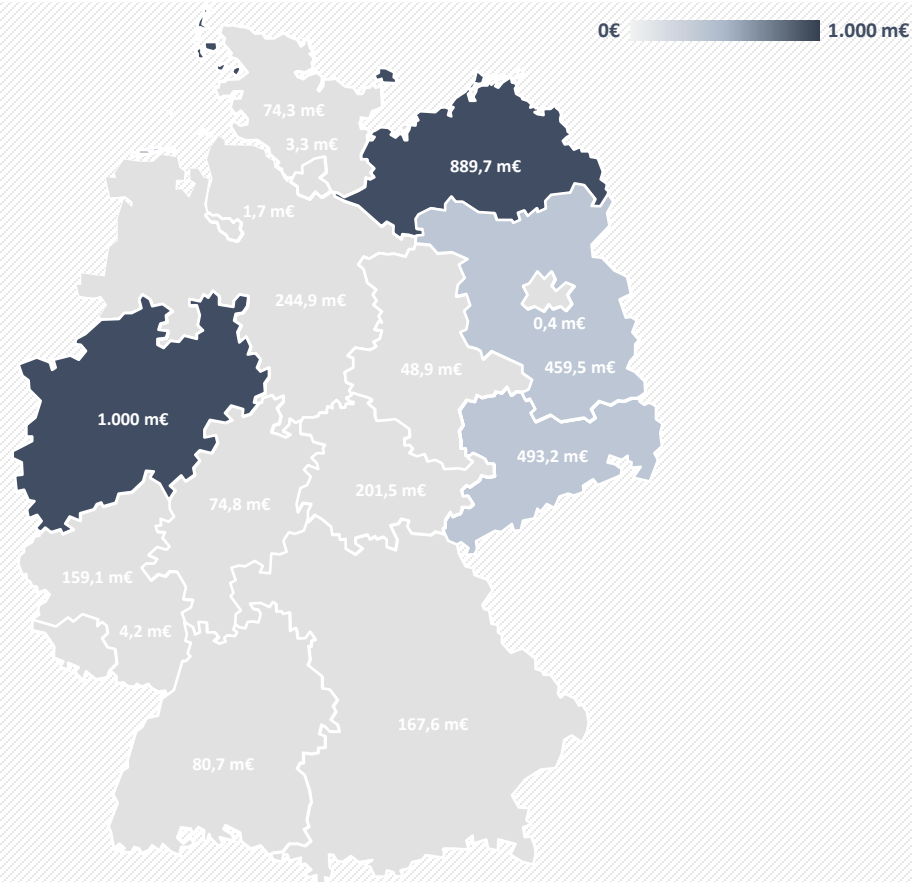 0€ 1.000 m€
74,3 m€
3,3 m€
889,7 m€
1,7 m€
244,9 m€
0,4 m€
48,9 m€
459,5 m€
1.000 m€
493,2 m€
201,5 m€
74,8 m€
159,1 m€
4,2 m€
167,6 m€
80,7 m€